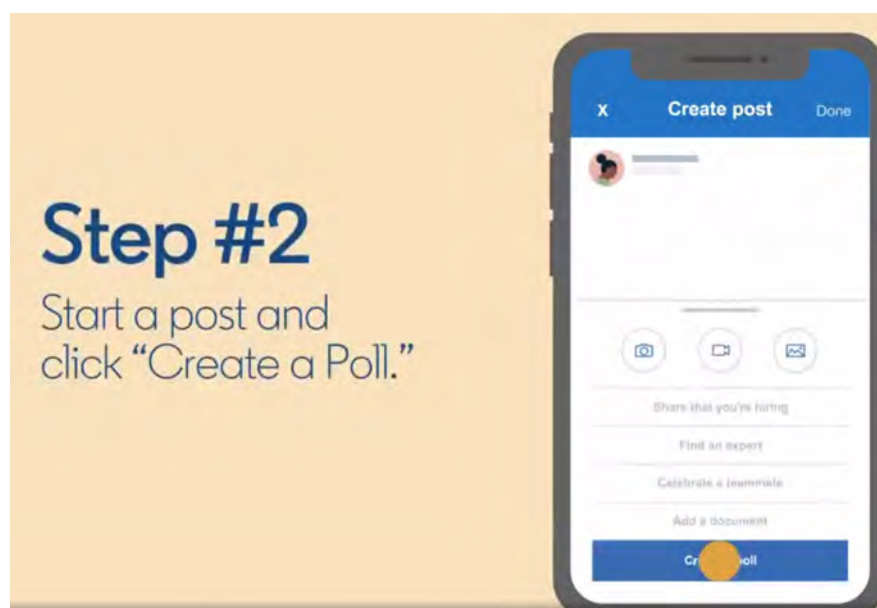 Step #2
Start a post and
click “Create a Poll.”
X Create post Done
Share that you're hiring
Find an expert
Celebrate a teammate
Add a document